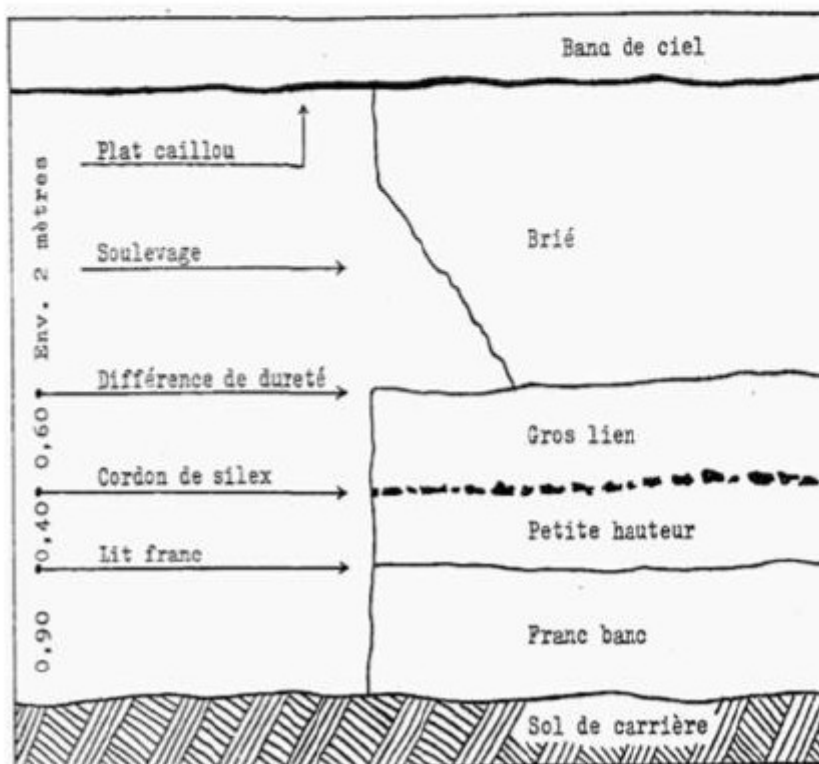 Banc de ciel
Plat caillou
Soulevage
Brié
Env. 2 mètres
Différence de dureté
0,60
Gros lien
Cordon de silex
0,40
Petite hauteur
Lit franc
0,90
Franc banc
Sol de carrière